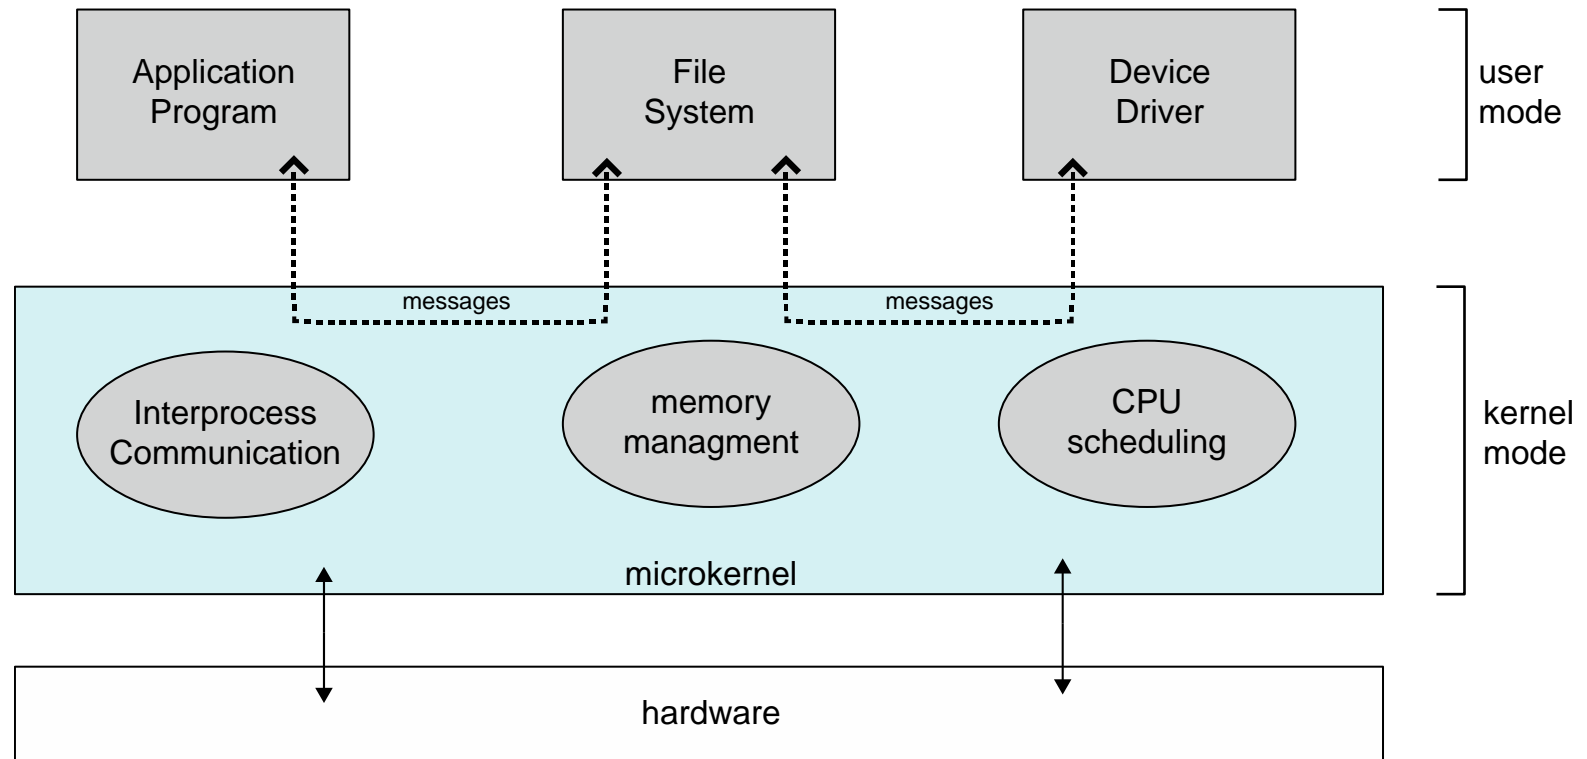 Application
Program
File
System
Device
Driver
user
mode
messages
messages
Interprocess
Communication
memory
managment
CPU
scheduling
kernel
mode
microkernel
hardware